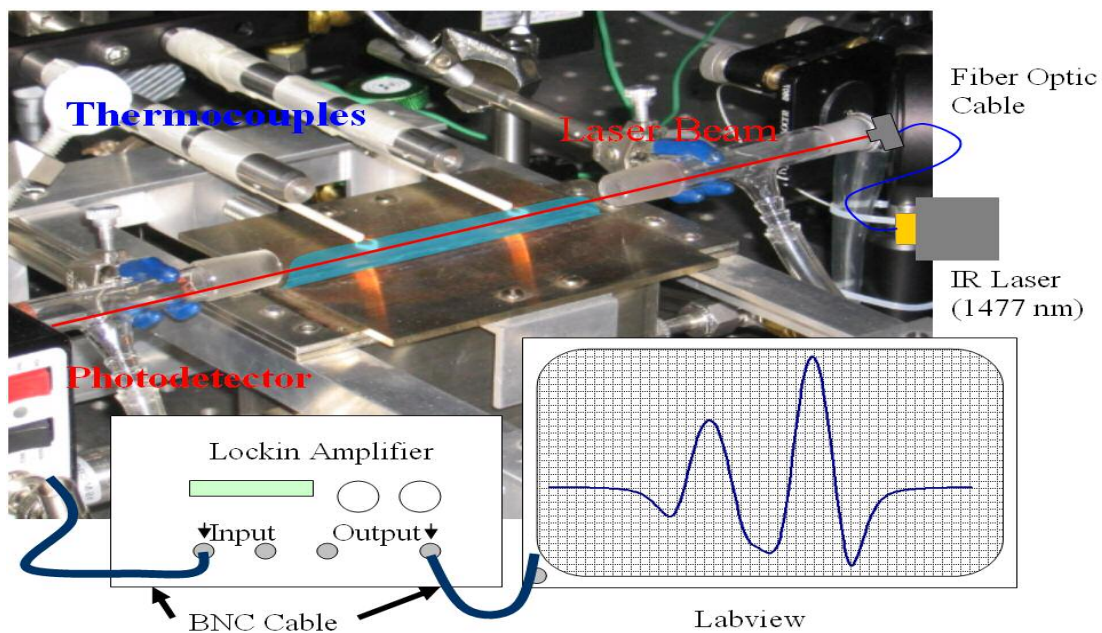 Fiber Optic
Cable
Thermocouples
Laser Beam
IR Laser
(1477 nm)
Photodetector
Lockin Amplifier
Input
Output
BNC Cable
Labview